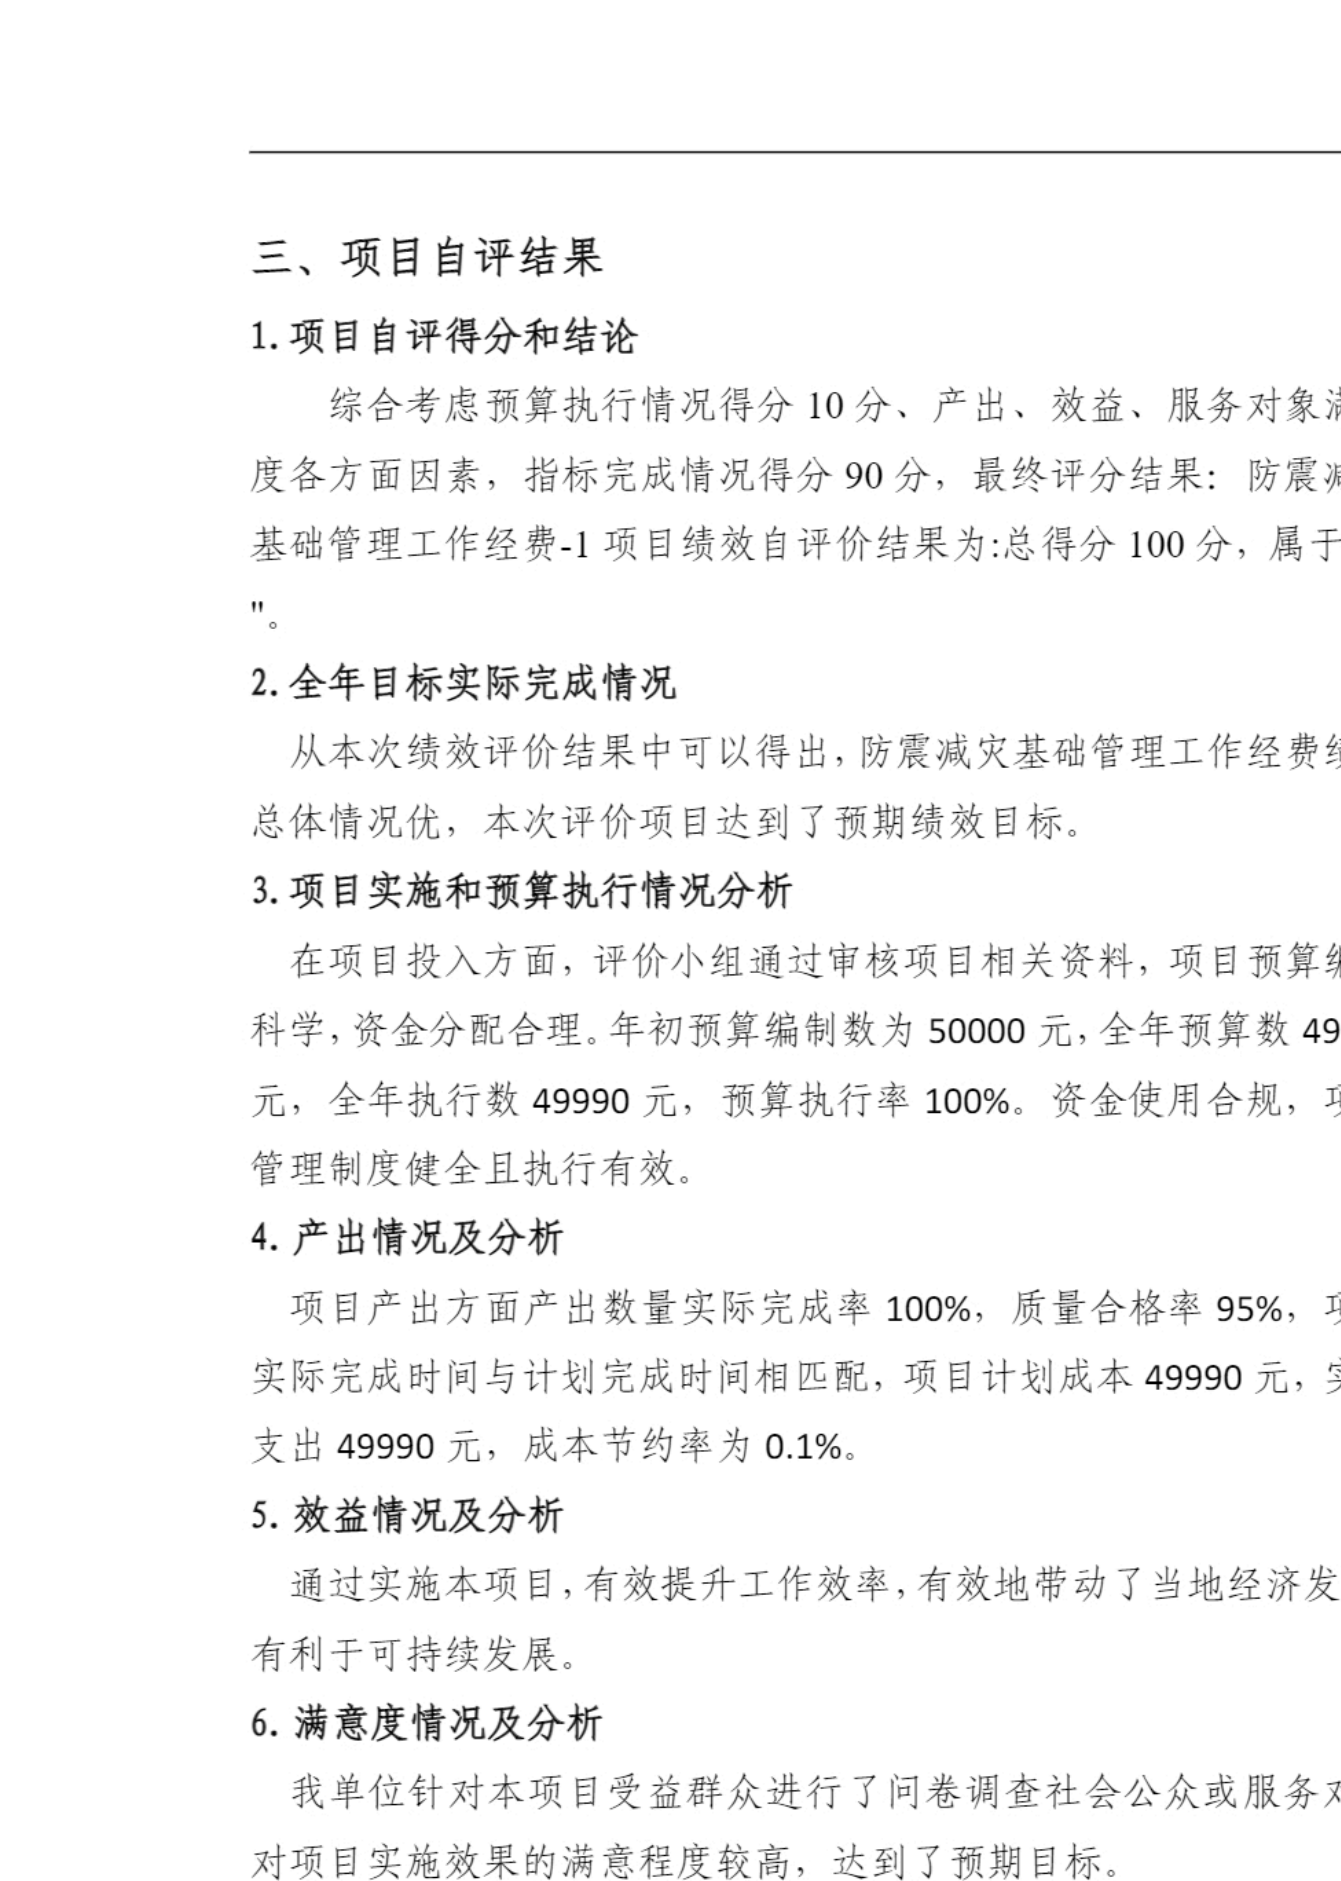 三、项目自评结果
1.项目自评得分和结论
综合考虑预算执行情况得分 10 分、产出、效益、服务对象满
度各方面因素，指标完成情况得分 90 分，最终评分结果： 防震减
基础管理工作经费-1 项目绩效自评价结果为:总得分 100 分，属于
"。
2.全年目标实际完成情况
从本次绩效评价结果中可以得出，防震减灾基础管理工作经费绩
总体情况优，本次评价项目达到了预期绩效目标。
3.项目实施和预算执行情况分析
在项目投入方面，评价小组通过审核项目相关资料，项目预算编
科学，资金分配合理。年初预算编制数为 50000 元，全年预算数 49
元，全年执行数 49990 元，预算执行率 100%。资金使用合规，项
管理制度健全且执行有效。
4. 产出情况及分析
项目产出方面产出数量实际完成率 100%，质量合格率 95%，项
实际完成时间与计划完成时间相匹配，项目计划成本 49990 元，实
支出 49990 元，成本节约率为 0.1%。
5. 效益情况及分析
通过实施本项目，有效提升工作效率，有效地带动了当地经济发
有利于可持续发展。
6. 满意度情况及分析
我单位针对本项目受益群众进行了问卷调查社会公众或服务对
对项目实施效果的满意程度较高，达到了预期目标。